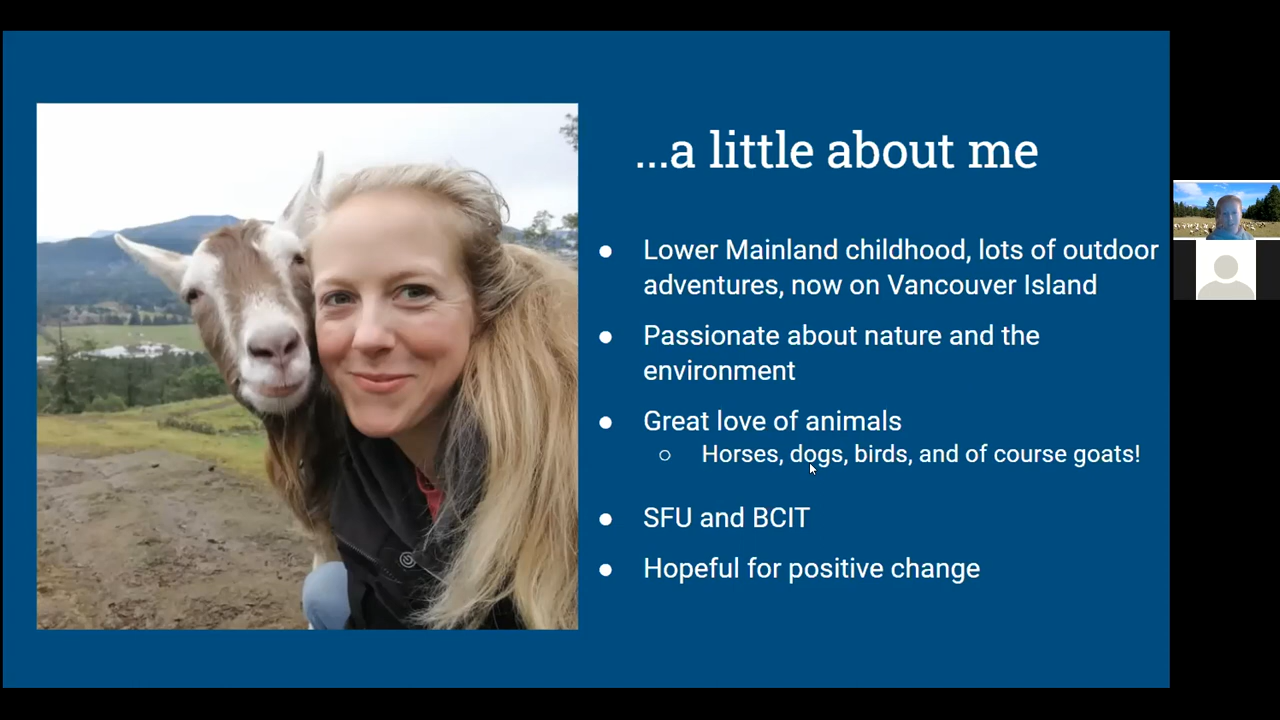 ...a little about me
● Lower Mainland childhood, lots of outdoor
adventures, now on Vancouver Island
● Passionate about nature and the
environment
● Great love of animals
○ Horses, dogs, birds, and of course goats!
● SFU and BCIT
● Hopeful for positive change